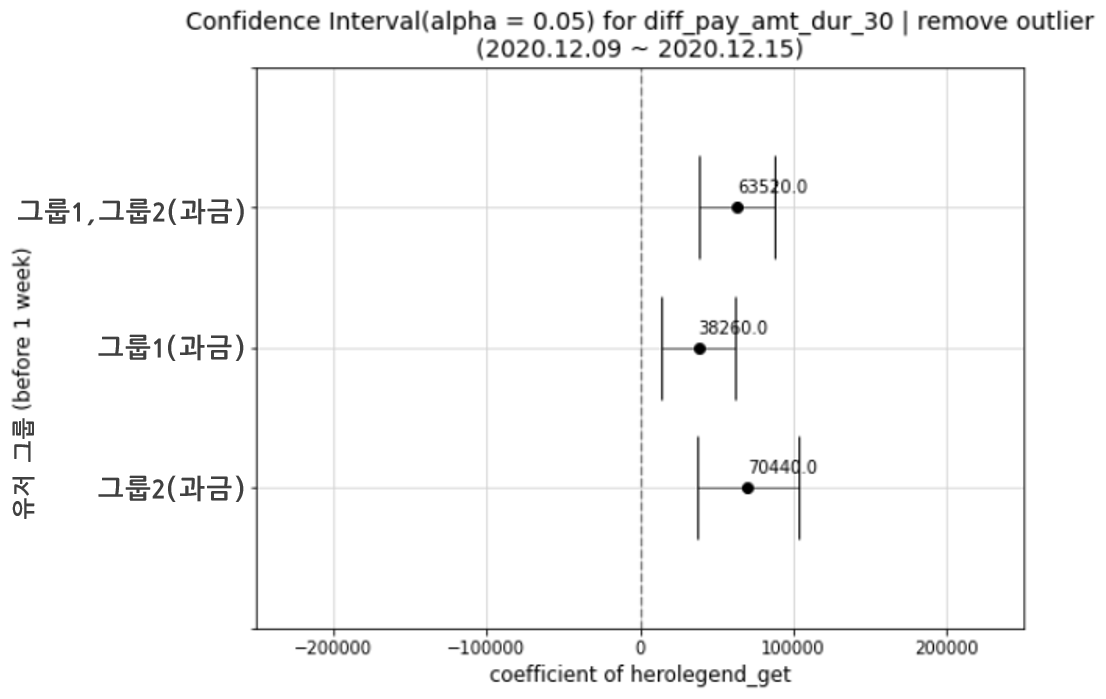 Confidence Interval(alpha = 0.05) for diff_pay_amt_dur_30 | remove outlier
(2020.12.09 ~ 2020.12.15)
유저 그룹 (before 1 week)
그룹1,그룹2(과금)
63520.0
그룹1(과금)
38260.0
그룹2(과금)
70440.0
−200000 −100000 0 100000 200000
coefficient of herolegend_get